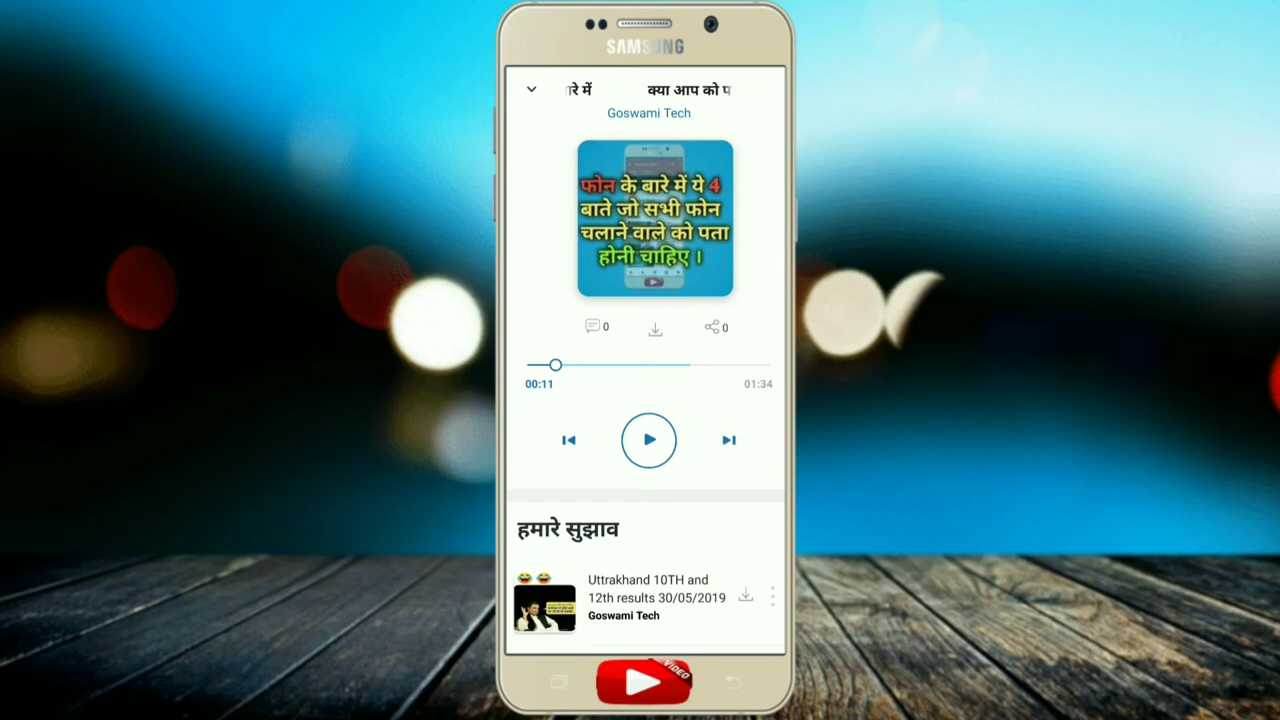 SAMSUNG
रे में क्या आप को
Goswami Tech
फोन के बारे में ये 4
बाते जो सभी फोन
चलाने वाले को पता
होनी चाहिए ।
0 0
00:11 01:34
हमारे सुझाव
Uttrakhand 10TH and
12th results 30/05/2019
Goswami Tech
VIDEO